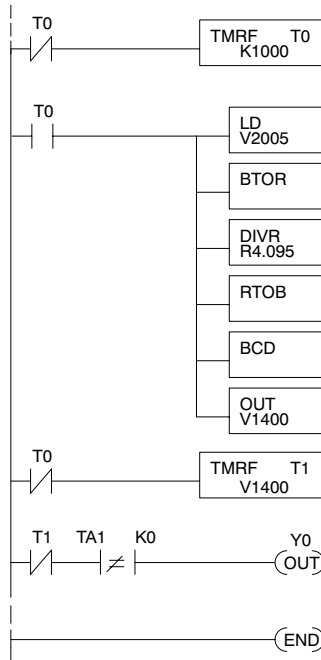 T0
TMRF T0
K1000
T0
LD
V2005
BTOR
DIVR
R4.095
RTOB
BCD
OUT
V1400
T0
TMRF T1
V1400
T1 TA1 ≠ K0 Y0
OUT
END